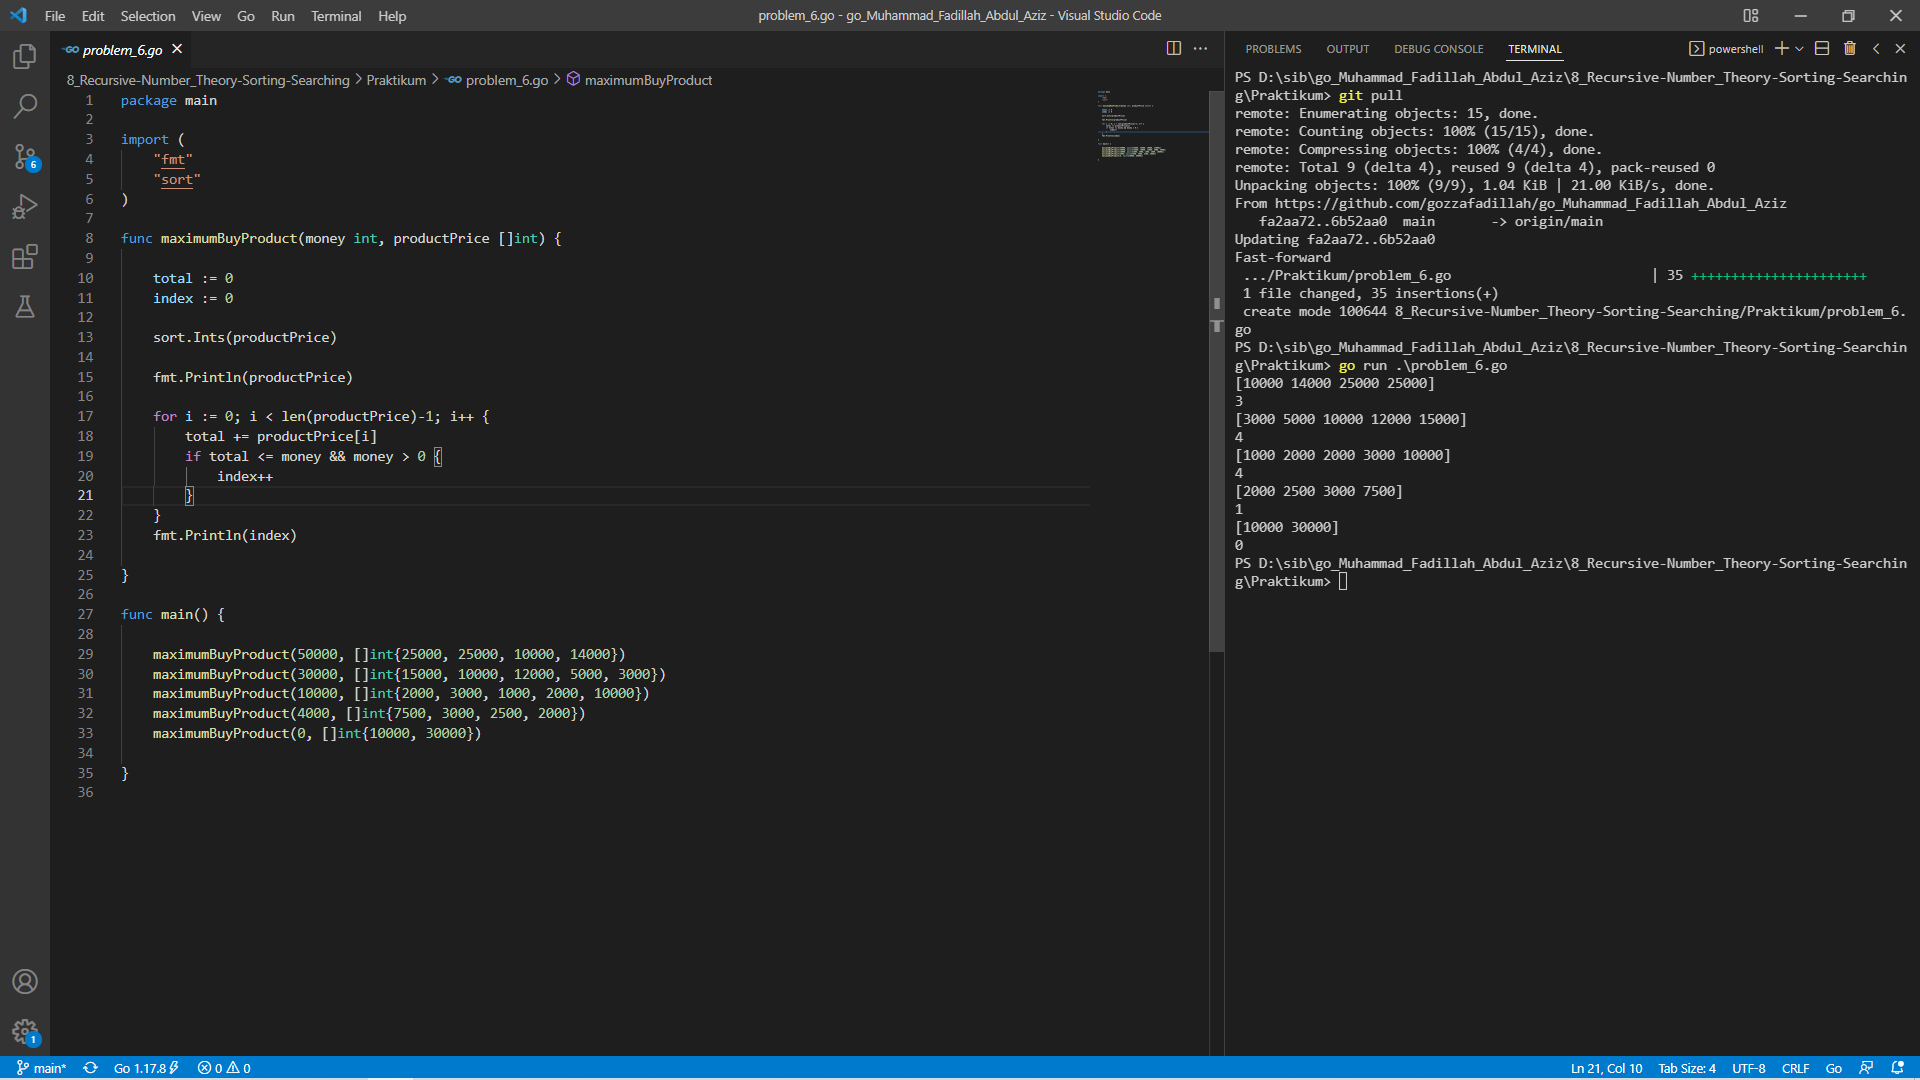 File Edit Selection View Go Run Terminal Help
problem_6.go - go_Muhammad_Fadillah_Abdul_Aziz - Visual Studio Code
problem_6.go
8_Recursive-Number_Theory-Sorting-Searching > Praktikum > problem_6.go > maximumBuyProduct
1 package main
2
3 import (
4 "fmt"
5 "sort"
6 )
7
8 func maximumBuyProduct(money int, productPrice []int) {
9
10 total := 0
11 index := 0
12
13 sort.Ints(productPrice)
14
15 fmt.Println(productPrice)
16
17 for i := 0; i < len(productPrice)-1; i++ {
18 total += productPrice[i]
19 if total <= money && money > 0 {
20 index++
21 }
22 }
23 fmt.Println(index)
24
25 }
26
27 func main() {
28
29 maximumBuyProduct(50000, []int{25000, 25000, 10000, 14000})
30 maximumBuyProduct(30000, []int{15000, 10000, 12000, 5000, 3000})
31 maximumBuyProduct(10000, []int{2000, 3000, 1000, 2000, 10000})
32 maximumBuyProduct(4000, []int{7500, 3000, 2500, 2000})
33 maximumBuyProduct(0, []int{10000, 30000})
34
35 }
36
PROBLEMS OUTPUT DEBUG CONSOLE TERMINAL
powershell
PS D:\sib\go_Muhammad_Fadillah_Abdul_Aziz\8_Recursive-Number_Theory-Sorting-Searchin
g\Praktikum> git pull
remote: Enumerating objects: 15, done.
remote: Counting objects: 100% (15/15), done.
remote: Compressing objects: 100% (4/4), done.
remote: Total 9 (delta 4), reused 9 (delta 4), pack-reused 0
Unpacking objects: 100% (9/9), 1.04 KiB | 21.00 KiB/s, done.
From https://github.com/gozzafadillah/go_Muhammad_Fadillah_Abdul_Aziz
fa2aa72..6b52aa0 main -> origin/main
Updating fa2aa72..6b52aa0
Fast-forward
.../Praktikum/problem_6.go | 35 ++++++++++++++++++++++
1 file changed, 35 insertions(+)
create mode 100644 8_Recursive-Number_Theory-Sorting-Searching/Praktikum/problem_6.
go
PS D:\sib\go_Muhammad_Fadillah_Abdul_Aziz\8_Recursive-Number_Theory-Sorting-Searchin
g\Praktikum> go run .\problem_6.go
[10000 14000 25000 25000]
3
[3000 5000 10000 12000 15000]
4
[1000 2000 2000 3000 10000]
4
[2000 2500 3000 7500]
1
[10000 30000]
0
PS D:\sib\go_Muhammad_Fadillah_Abdul_Aziz\8_Recursive-Number_Theory-Sorting-Searchin
g\Praktikum>
6
1
main* Go 1.17.8 0 0
Ln 21, Col 10 Tab Size: 4 UTF-8 CRLF Go